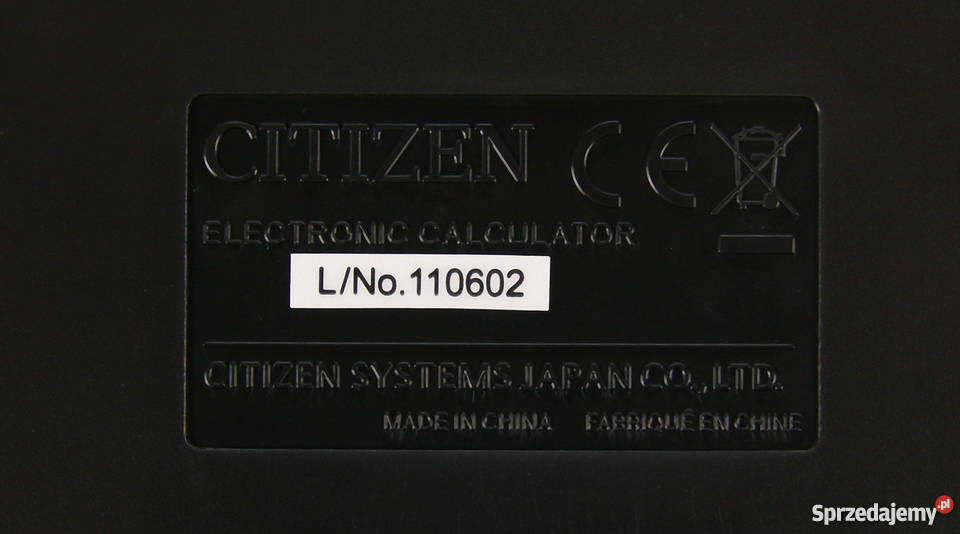 CITIZEN CE
ELECTRONIC CALCULATOR
L/No.110602
CITIZEN SYSTEMS JAPAN CO., LTD.
MADE IN CHINA FABRIQUÉ EN CHINE
Sprzedajemy.pl